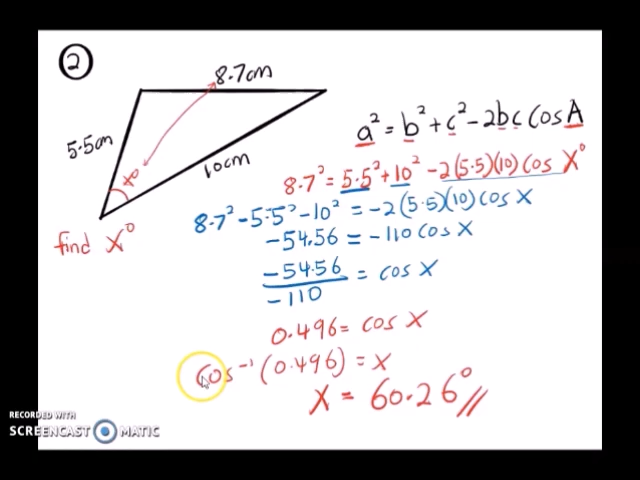 2
8.7cm
5.5cm
x°
10cm
find x°
a² = b² + c² - 2bc Cos A
8.7² = 5.5² + 10² - 2(5.5)(10) Cos x°
8.7² - 5.5² - 10² = -2(5.5)(10) Cos x
-54.56 = -110 Cos x
-54.56
-110
= Cos x
0.496 = Cos x
Cos⁻¹ (0.496) = x
x = 60.26°//
RECORDED WITH
SCREENCAST MATIC